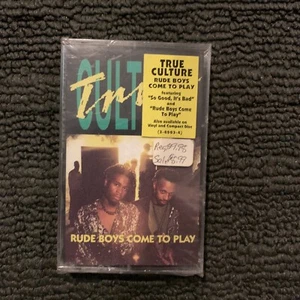 TRUE
CULTURE
RUDE BOYS
COME TO PLAY
Featuring
"So Good, It's Bad"
and
"Rude Boys Come
To Play"
Also available on
Vinyl and Compact Disc
CULT
True
RUDE BOYS COME TO PLAY